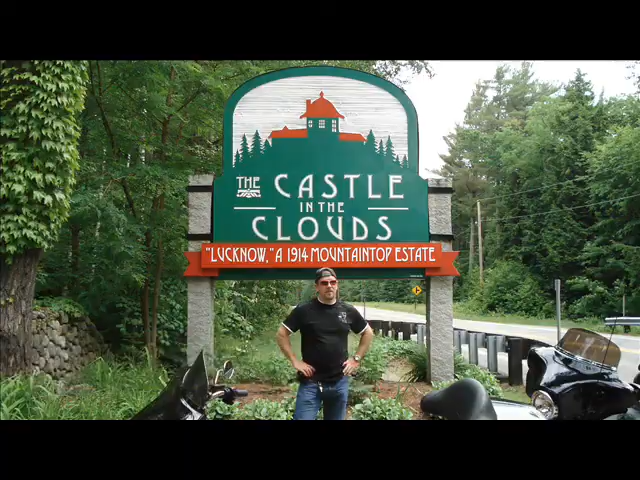 THE CASTLE
IN THE
CLOUDS
"LUCKNOW," A 1914 MOUNTAINTOP ESTATE